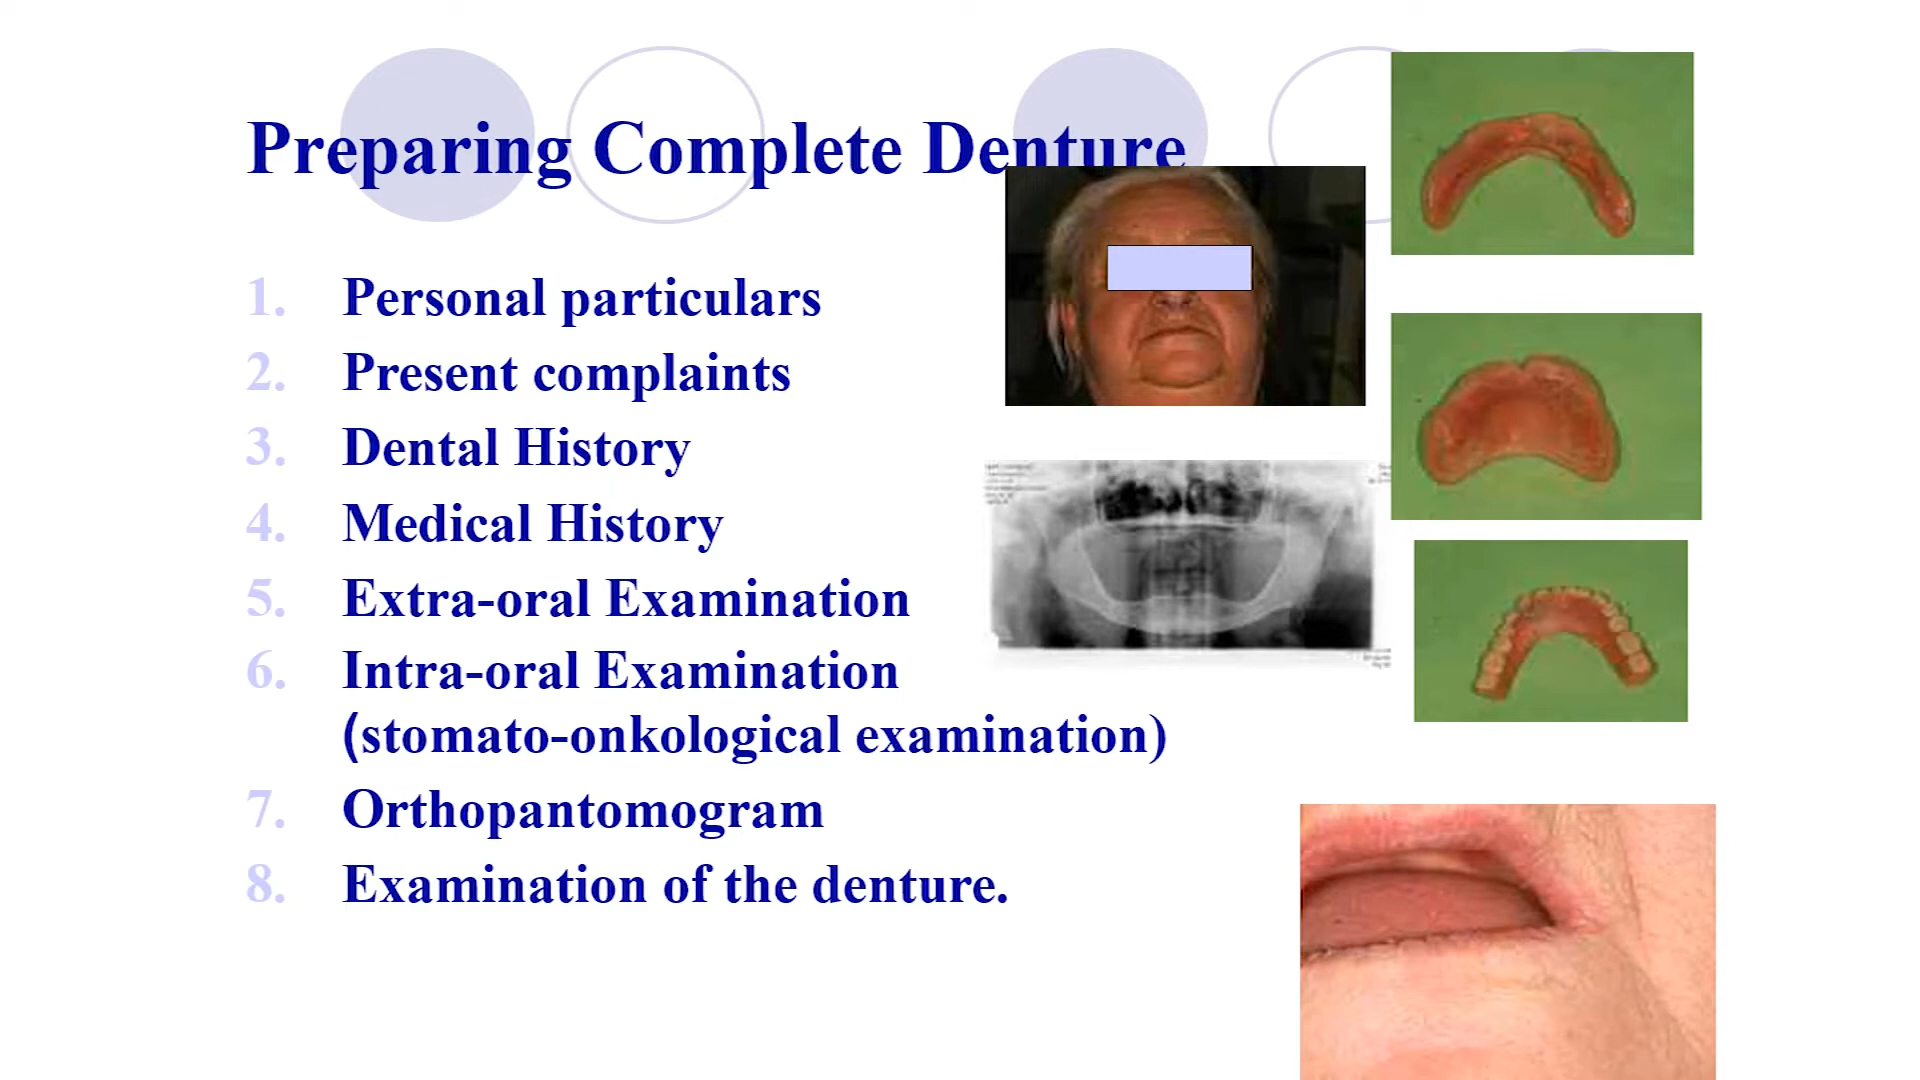 Preparing Complete Denture
1. Personal particulars
2. Present complaints
3. Dental History
4. Medical History
5. Extra-oral Examination
6. Intra-oral Examination
(stomato-onkological examination)
7. Orthopantomogram
8. Examination of the denture.